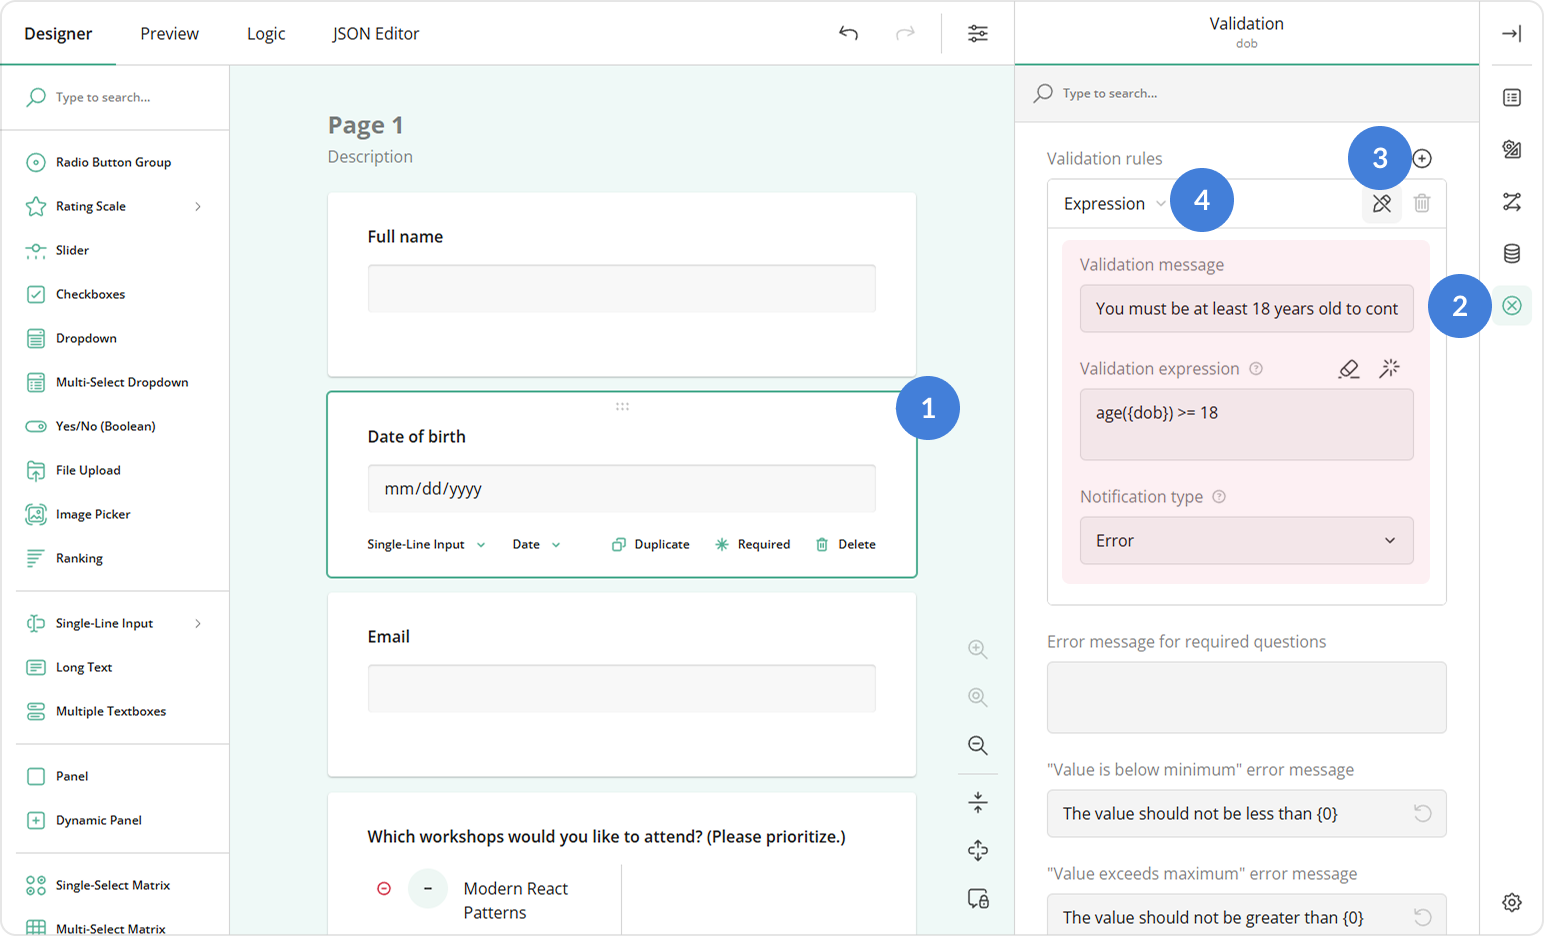 Designer
Preview
Logic
JSON Editor
Validation
dob
Type to search...
Radio Button Group
Rating Scale
Slider
Checkboxes
Dropdown
Multi-Select Dropdown
Yes/No (Boolean)
File Upload
Image Picker
Ranking
Single-Line Input
Long Text
Multiple Textboxes
Panel
Dynamic Panel
Single-Select Matrix
Multi-Select Matrix
Page 1
Description
Full name
1
Date of birth
mm/dd/yyyy
Single-Line Input
Date
Duplicate
Required
Delete
Email
Which workshops would you like to attend? (Please prioritize.)
Modern React
Patterns
Type to search...
Validation rules
3
Expression
4
Validation message
You must be at least 18 years old to cont
2
Validation expression
age({dob}) >= 18
Notification type
Error
Error message for required questions
"Value is below minimum" error message
The value should not be less than {0}
"Value exceeds maximum" error message
The value should not be greater than {0}